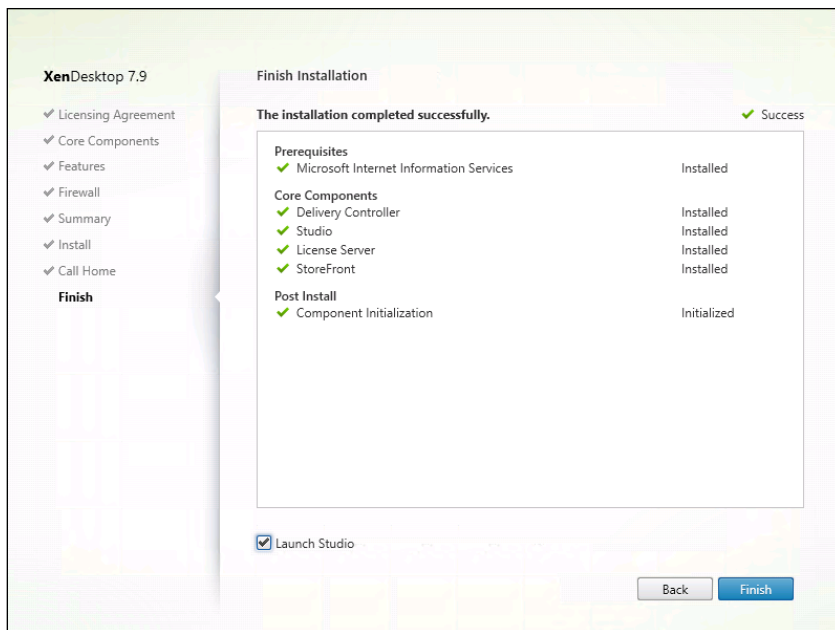 XenDesktop 7.9
Licensing Agreement
Core Components
Features
Firewall
Summary
Install
Call Home
Finish
Finish Installation
The installation completed successfully. Success
Prerequisites
Microsoft Internet Information Services Installed
Core Components
Delivery Controller Installed
Studio Installed
License Server Installed
StoreFront Installed
Post Install
Component Initialization Initialized
Launch Studio
Back Finish